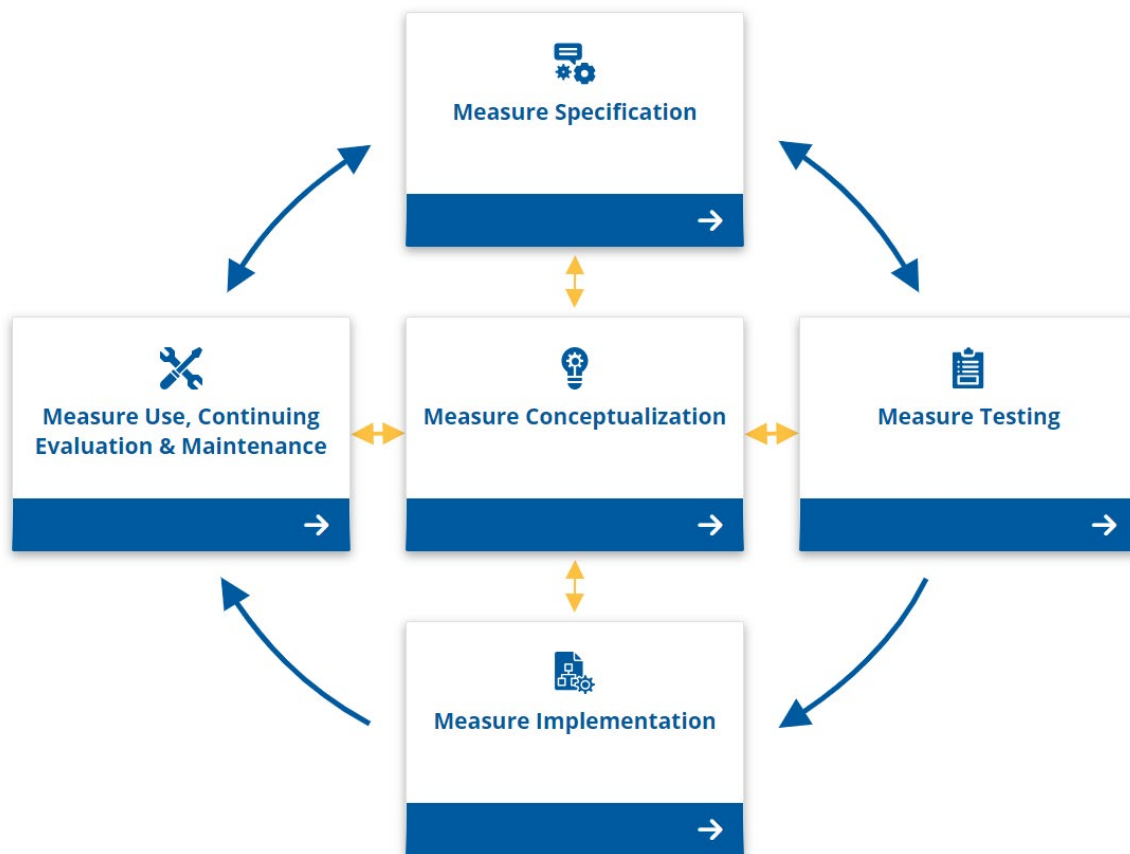 Measure Specification
Measure Use, Continuing
Evaluation & Maintenance
Measure Conceptualization
Measure Testing
Measure Implementation